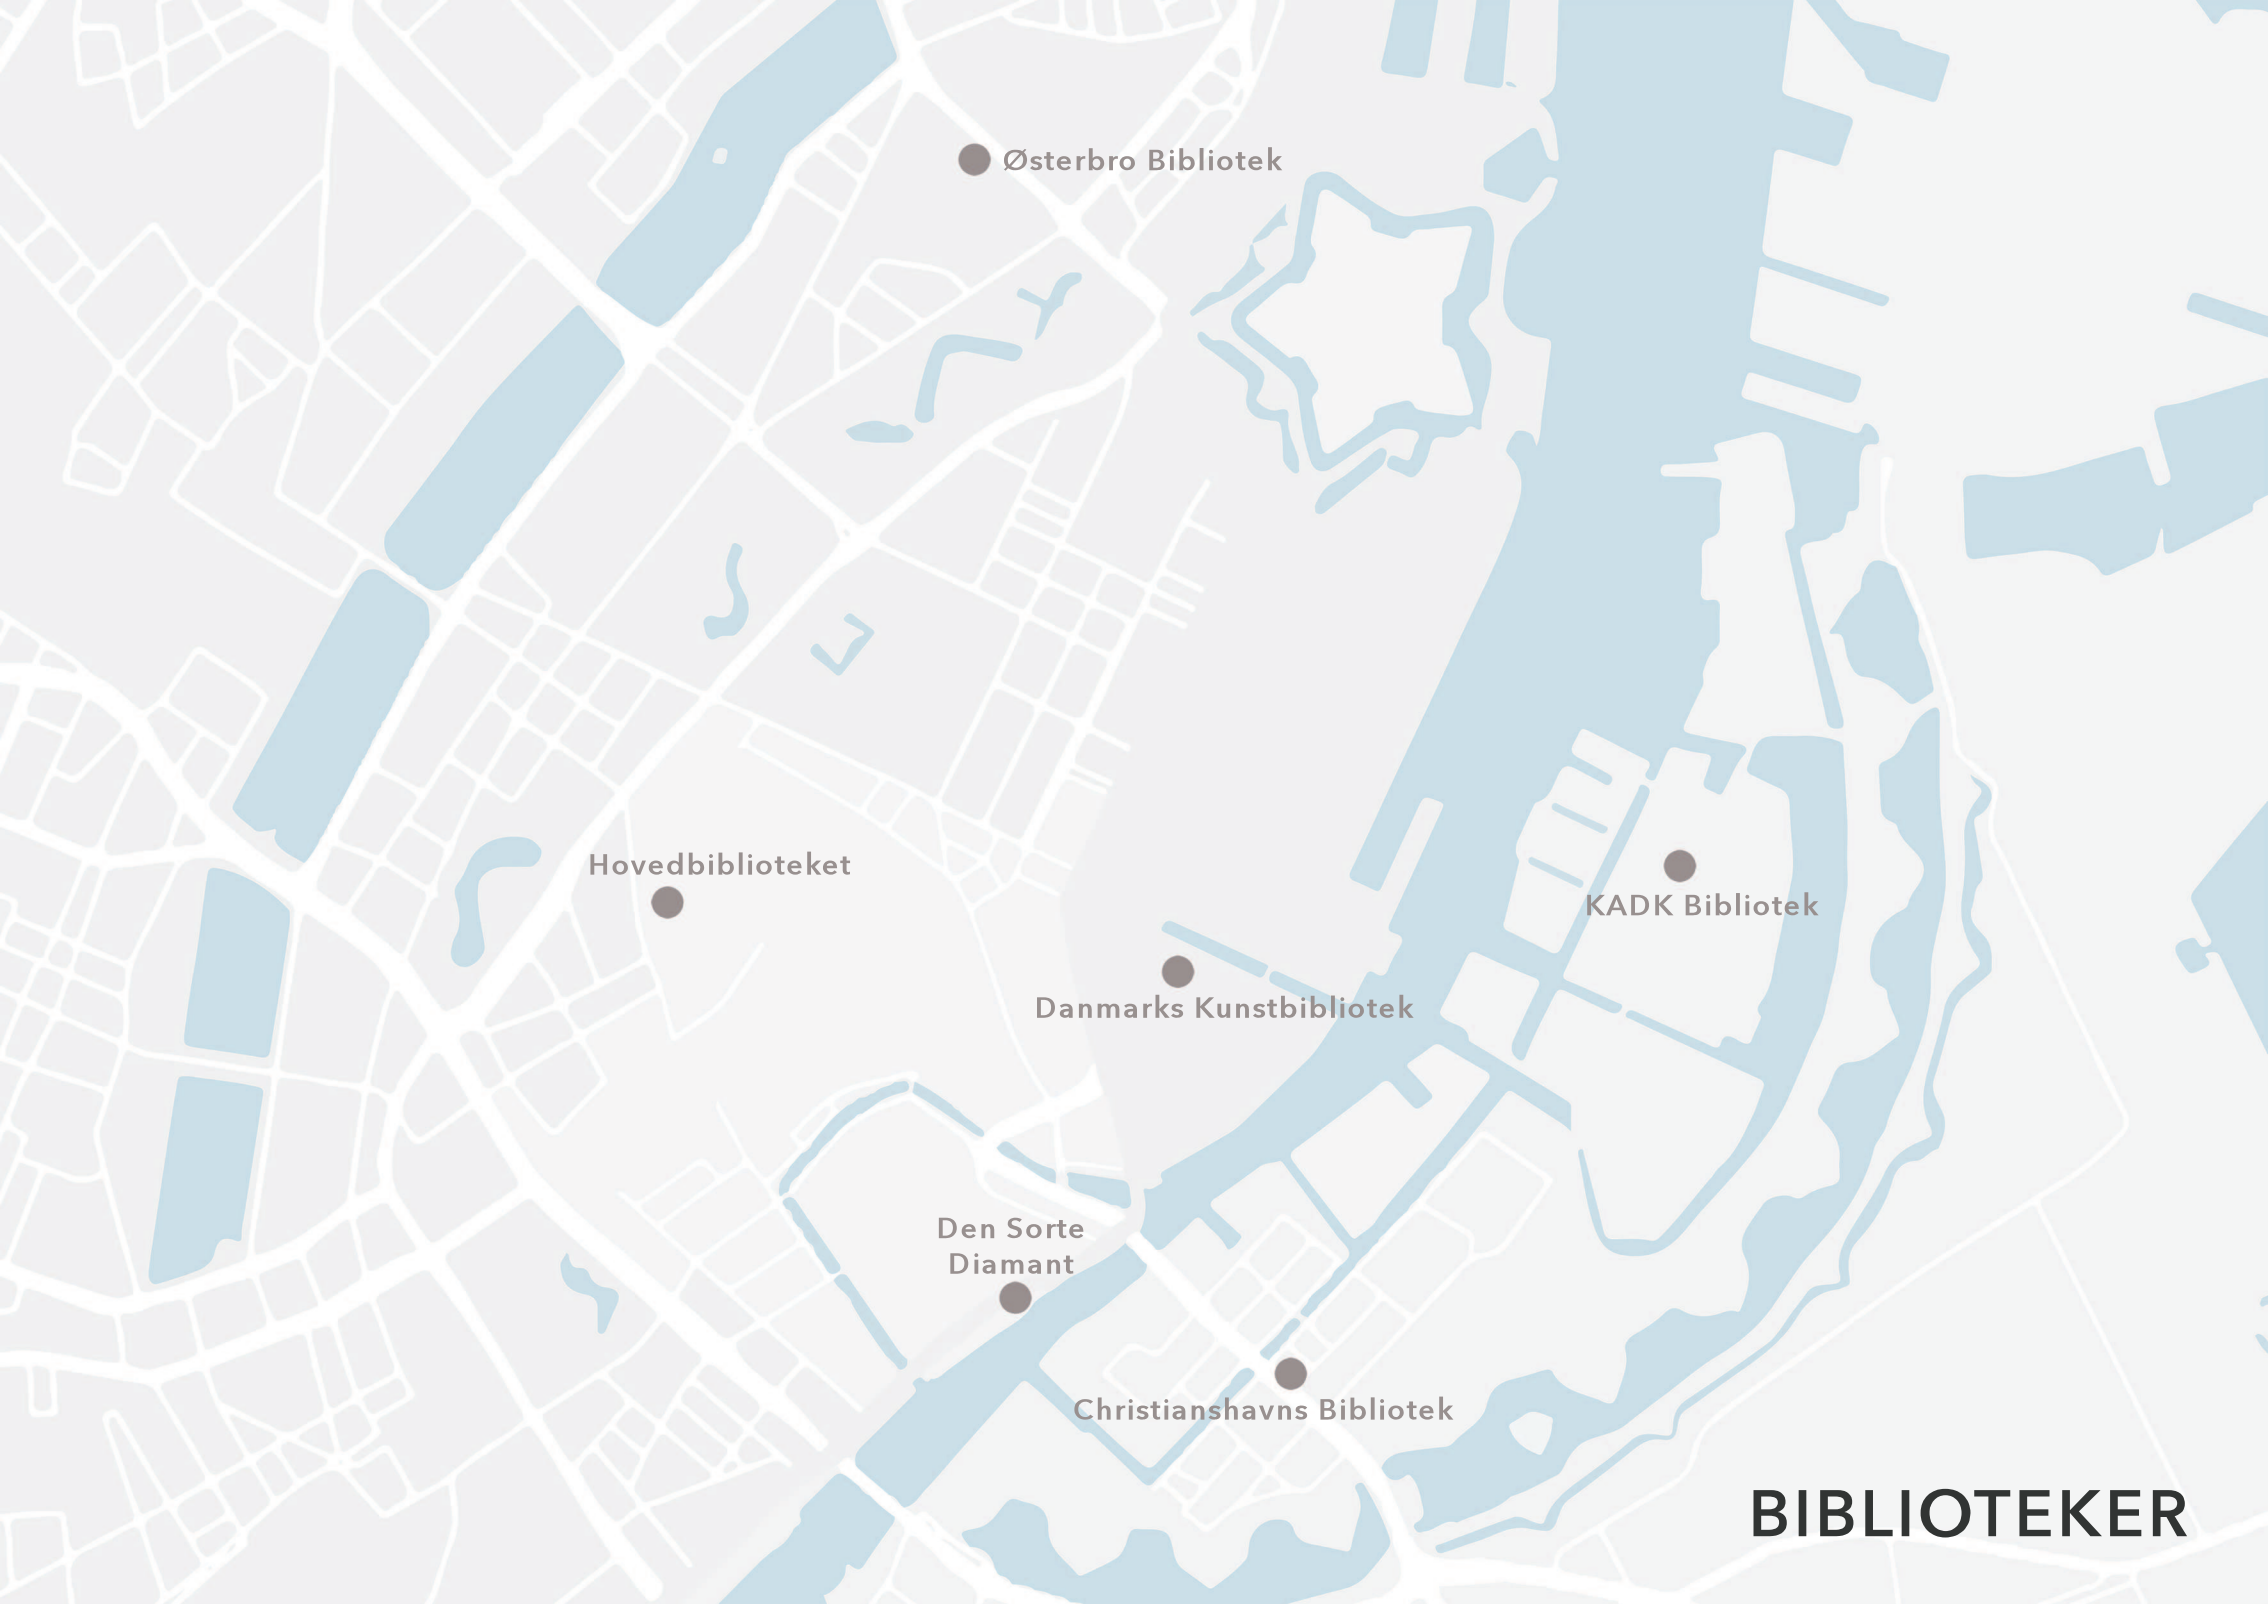 Østerbro Bibliotek
Hovedbiblioteket
KADK Bibliotek
Danmarks Kunstbibliotek
Den Sorte
Diamant
Christianshavns Bibliotek
BIBLIOTEKER